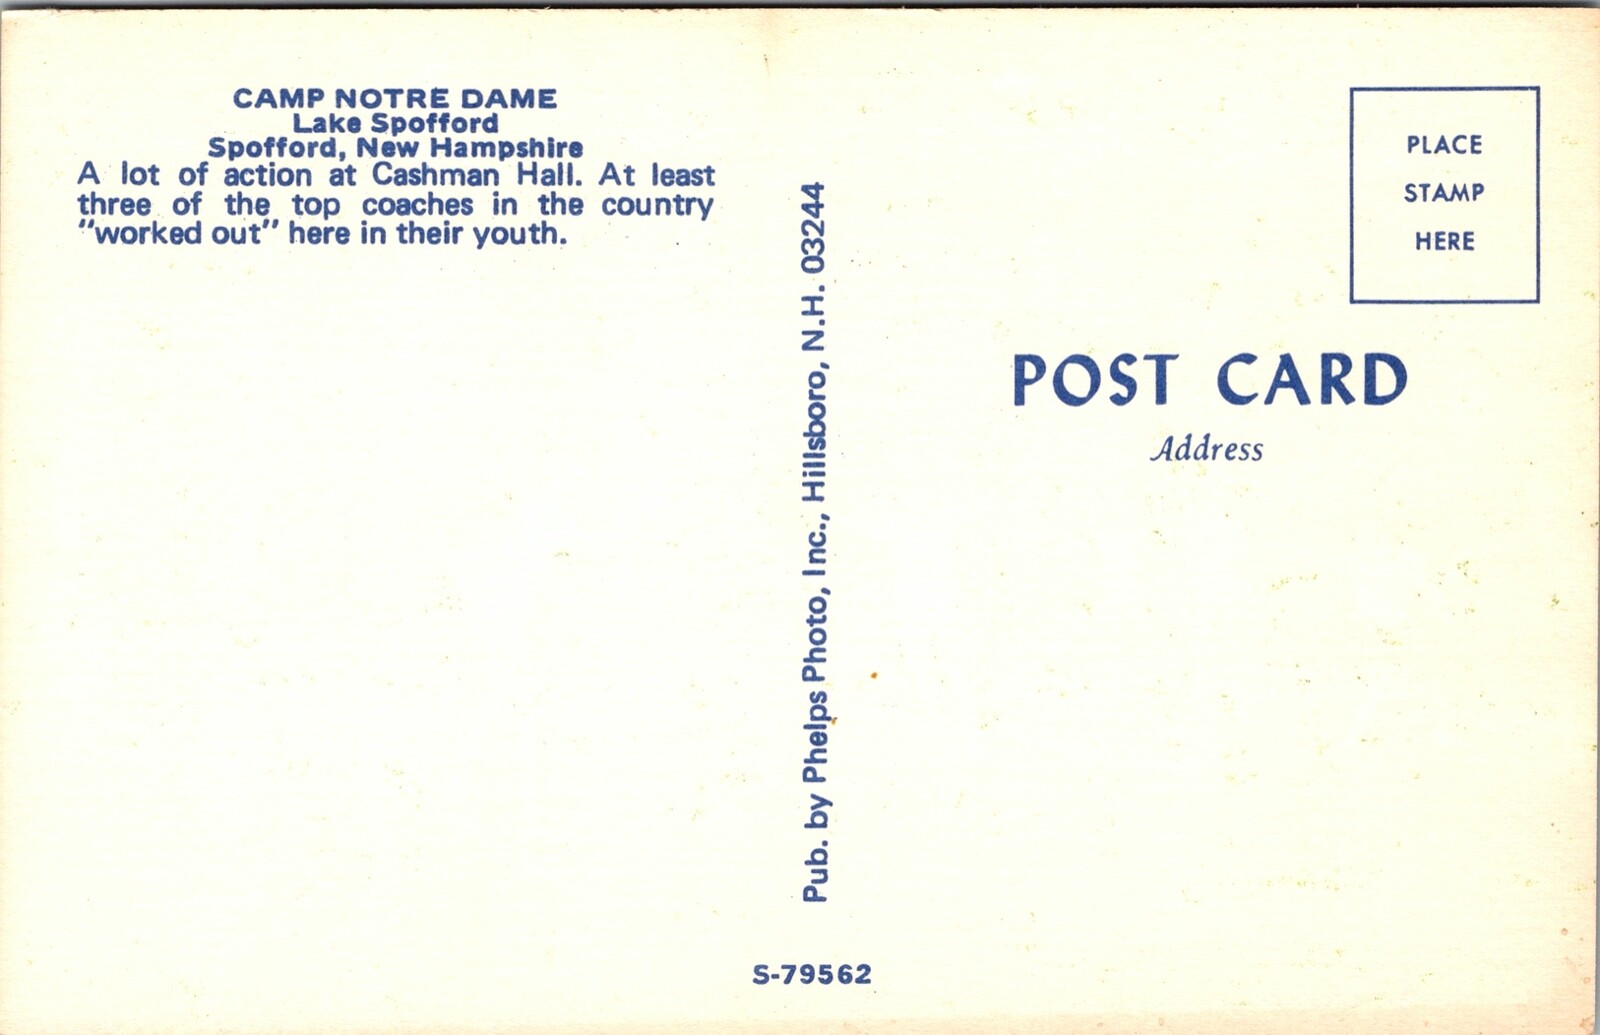 CAMP NOTRE DAME
Lake Spofford
Spofford, New Hampshire
A lot of action at Cashman Hall. At least
three of the top coaches in the country
"worked out" here in their youth.
Pub. by Phelps Photo, Inc., Hillsboro, N.H. 03244
S-79562
PLACE
STAMP
HERE
POST CARD
Address